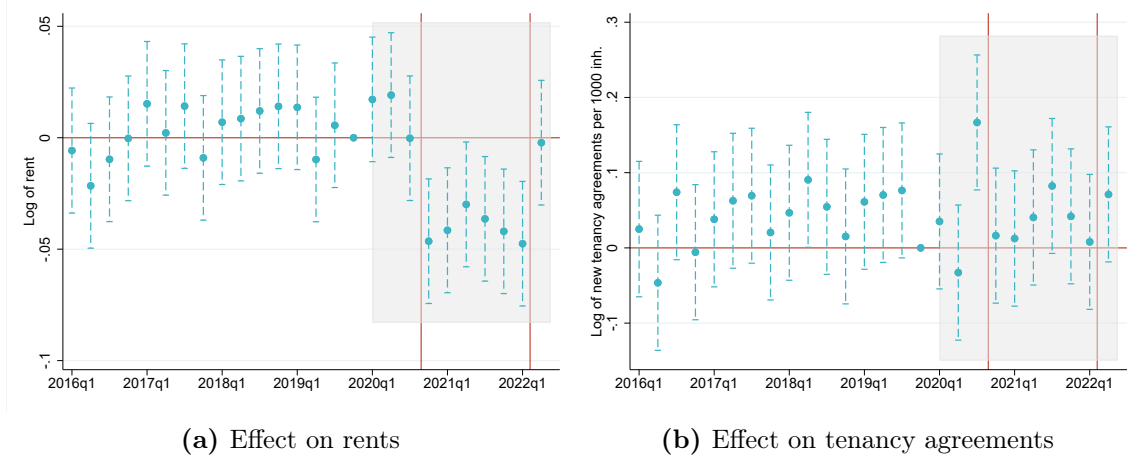 Log of rent
.05
0
-.05
-.1
2016q1 2017q1 2018q1 2019q1 2020q1 2021q1 2022q1
(a) Effect on rents
Log of new tenancy agreements per 1000 inh.
.3
.2
.1
0
-.1
2016q1 2017q1 2018q1 2019q1 2020q1 2021q1 2022q1
(b) Effect on tenancy agreements